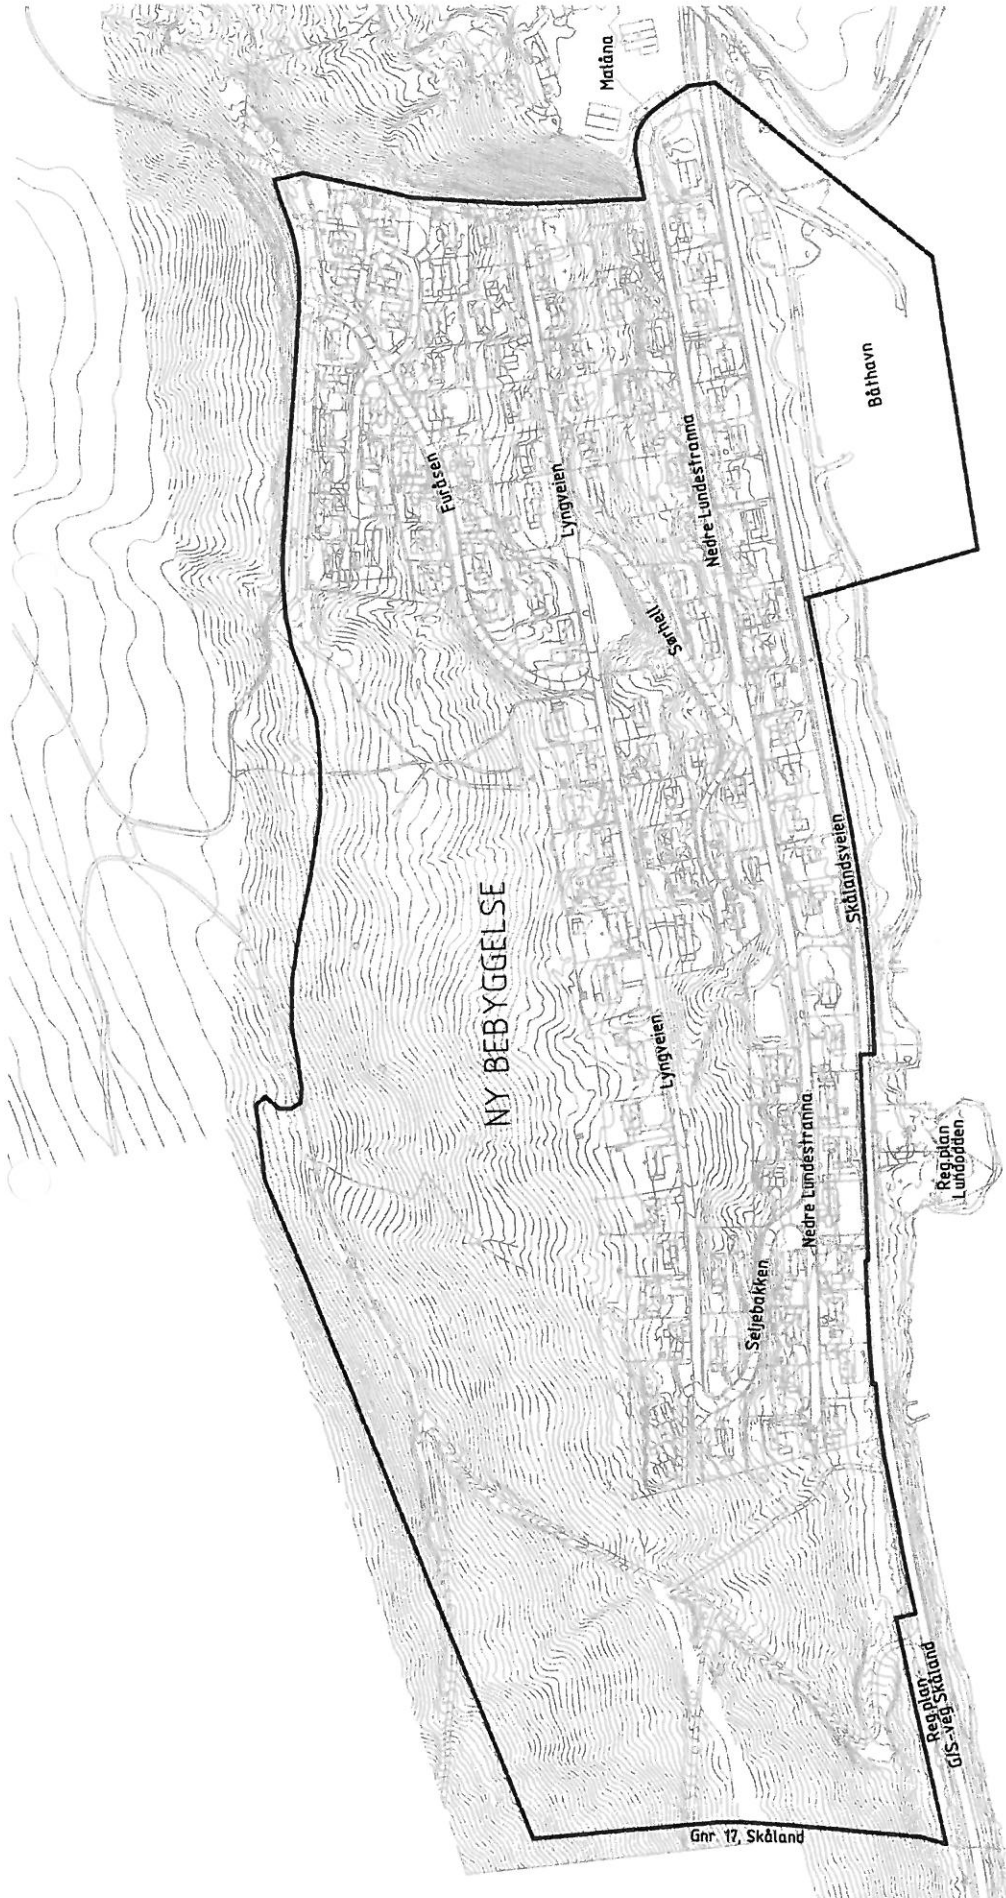 Matåna
Båthavn
Furåsen
Lyngveien
Nedre Lundestranna
Sørhell
Skålandsveien
NY BEBYGGELSE
Lyngveien
Nedre Lundestranna
Reg.plan
Lundodden
Seljebakken
Reg.plan
G/S-veg Skåland
Gnr 17, Skåland